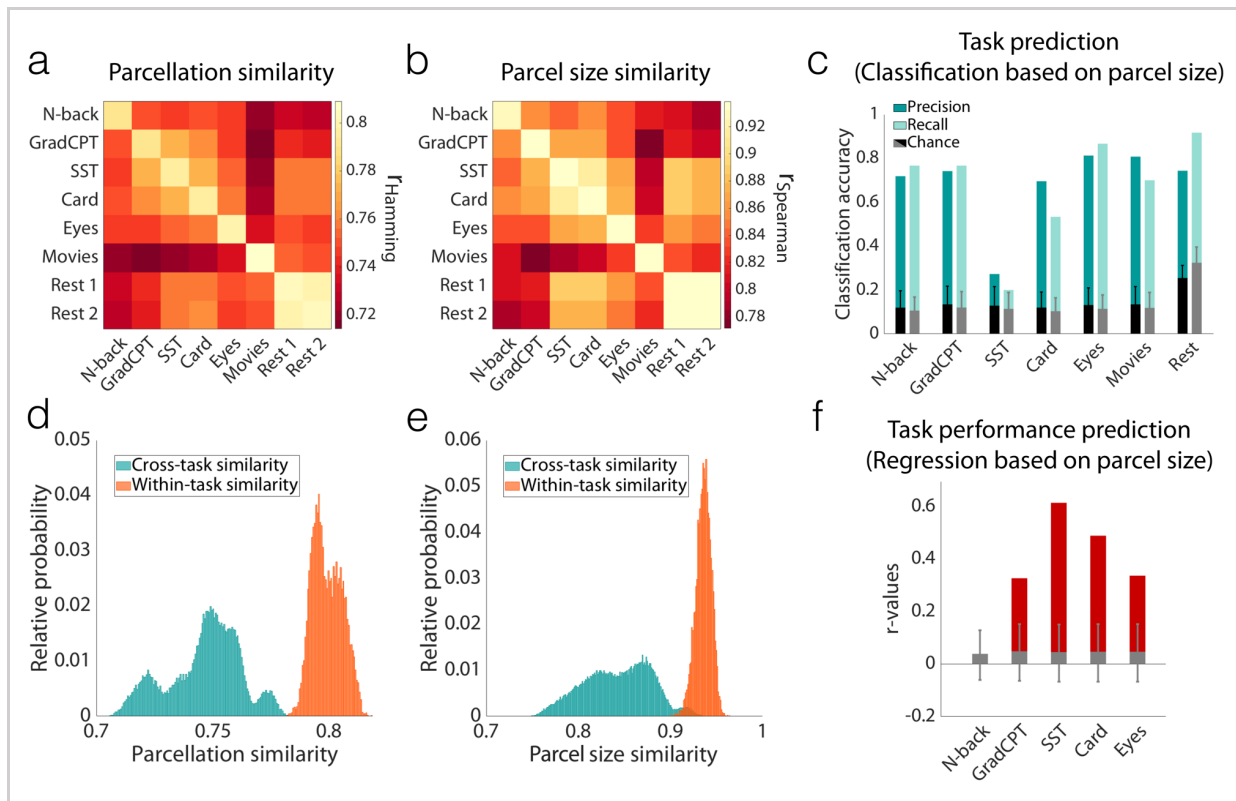 a
Parcellation similarity
N-back
GradCPT
SST
Card
Eyes
Movies
Rest 1
Rest 2
N-back
GradCPT
SST
Card
Eyes
Movies
Rest 1
Rest 2
0.8
0.78
0.76
0.74
0.72
rHamming
b
Parcel size similarity
N-back
GradCPT
SST
Card
Eyes
Movies
Rest 1
Rest 2
N-back
GradCPT
SST
Card
Eyes
Movies
Rest 1
Rest 2
0.92
0.9
0.88
0.86
0.84
0.82
0.8
0.78
rSpearman
c
Task prediction
(Classification based on parcel size)
Precision
Recall
Chance
Classification accuracy
1
0.8
0.6
0.4
0.2
0
N-back
GradCPT
SST
Card
Eyes
Movies
Rest
d
Cross-task similarity
Within-task similarity
Relative probability
0.05
0.04
0.03
0.02
0.01
0
0.7
0.75
0.8
Parcellation similarity
e
Cross-task similarity
Within-task similarity
Relative probability
0.06
0.05
0.04
0.03
0.02
0.01
0
0.7
0.8
0.9
1
Parcel size similarity
f
Task performance prediction
(Regression based on parcel size)
r-values
0.6
0.4
0.2
0
-0.2
N-back
GradCPT
SST
Card
Eyes